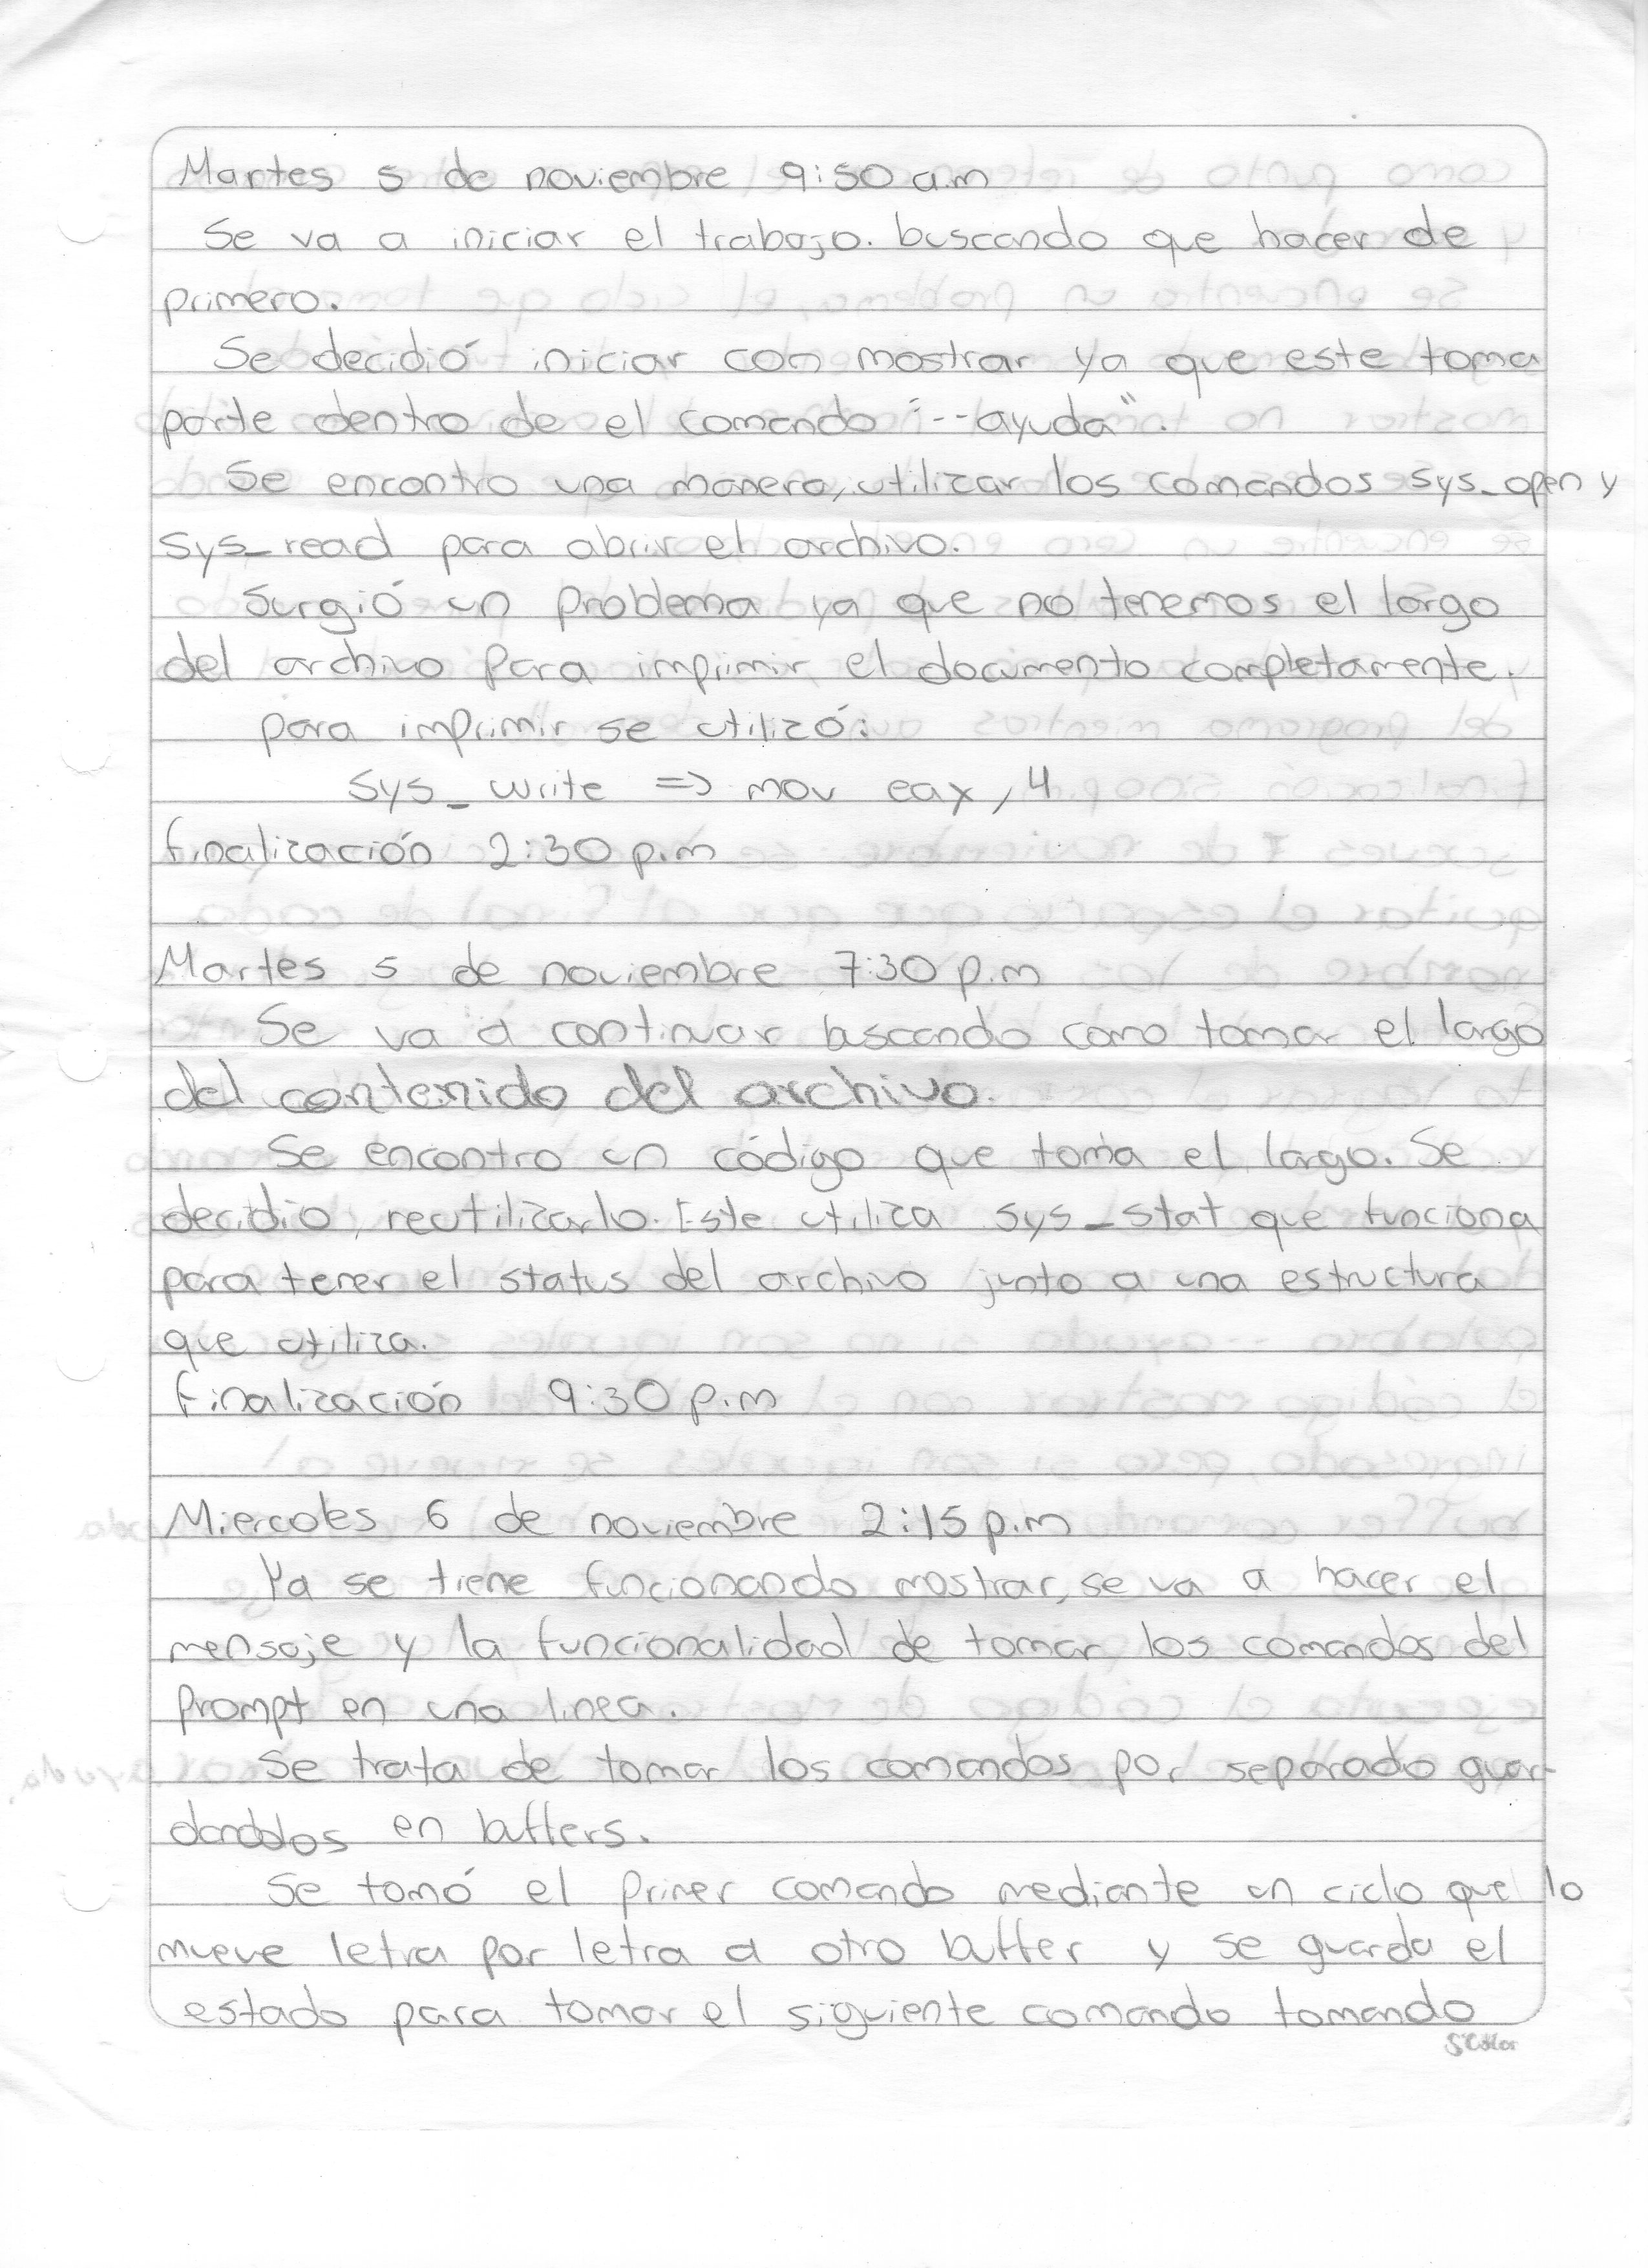 Martes 5 de noviembre 9:50 a.m
Se va a iniciar el trabajo. buscando que hacer de
primero.
Se decidió iniciar con mostrar ya que este toma
parte dentro de el comando "--ayuda".
Se encontro una manera, utilizar los comandos sys_open y
sys_read para abrir el archivo.
Surgió un problema ya que no tenemos el largo
del archivo para imprimir el documento completamente.
para imprimir se utilizó:
sys_write => mov eax, 4
finalización 2:30 p.m
Martes 5 de noviembre 7:30 p.m
Se va a continuar buscando como tomar el largo
del contenido del archivo.
Se encontro un código que toma el largo. Se
decidio reutilizarlo. Este utiliza sys_stat que funciona
para tener el status del archivo junto a una estructura
que utiliza.
finalización 9:30 p.m
Miercoles 6 de noviembre 2:15 p.m
Ya se tiene funcionando mostrar, se va a hacer el
mensaje y la funcionalidad de tomar los comandos del
Prompt en una linea.
Se trata de tomar los comandos por separado guar-
dandolos en buffers.
Se tomó el primer comando mediante un ciclo que lo
mueve letra por letra a otro buffer y se guarda el
estado para tomar el siguiente comando tomando